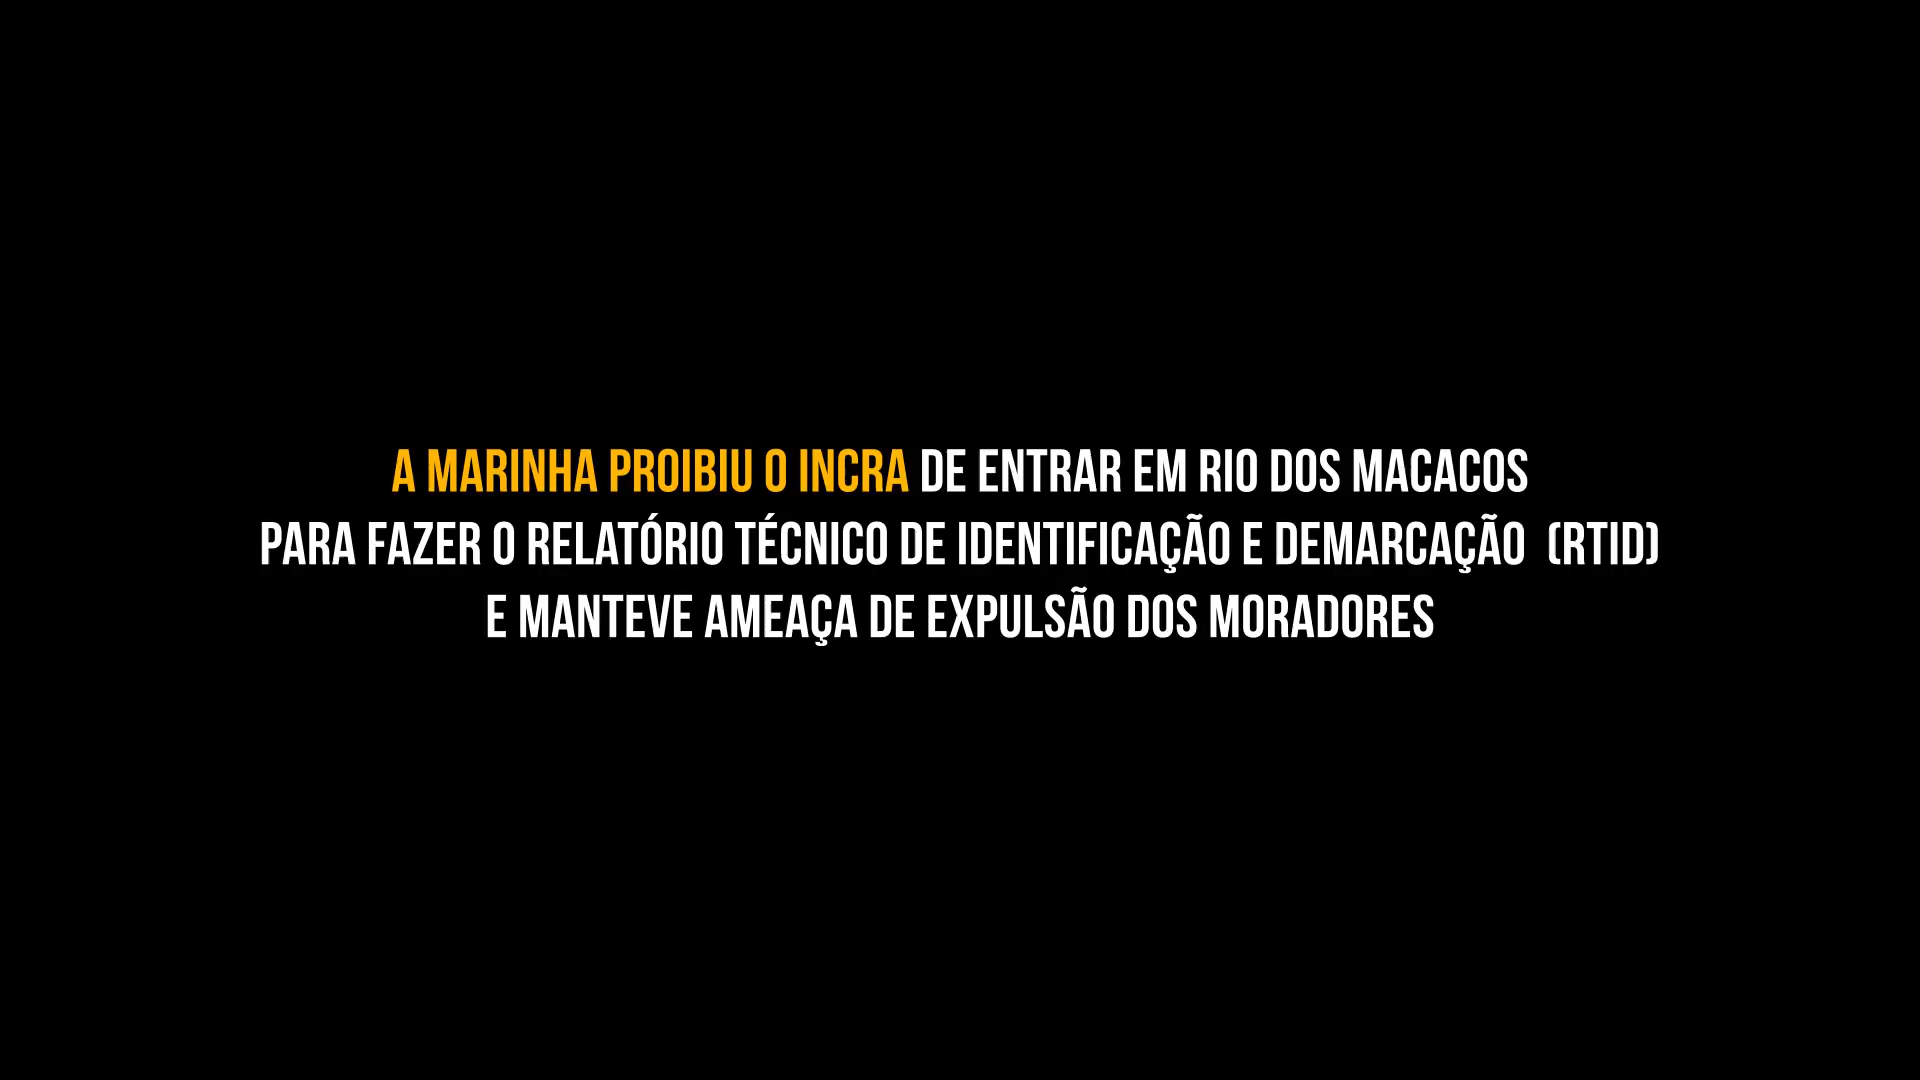 A MARINHA PROIBIU O INCRA DE ENTRAR EM RIO DOS MACACOS
PARA FAZER O RELATÓRIO TÉCNICO DE IDENTIFICAÇÃO E DEMARCAÇÃO (RTID)
E MANTEVE AMEAÇA DE EXPULSÃO DOS MORADORES